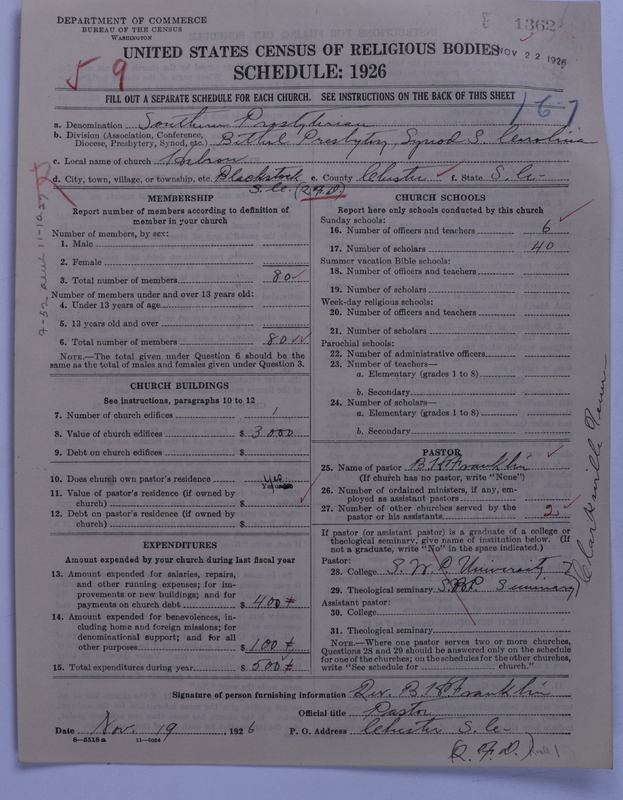 DEPARTMENT OF COMMERCE
BUREAU OF THE CENSUS
WASHINGTON
1362
UNITED STATES CENSUS OF RELIGIOUS BODIES
NOV 22 1926
SCHEDULE: 1926
59
FILL OUT A SEPARATE SCHEDULE FOR EACH CHURCH. SEE INSTRUCTIONS ON THE BACK OF THIS SHEET
167
a. Denomination Southern Presbyterian
b. Division (Association, Conference, Diocese, Presbytery, Synod, etc.) Bethel Presbytery, Synod S. Carolina
c. Local name of church Hebron
d. City, town, village, or township, etc. Blackstock S.C. (R.F.D.) e. County Chester f. State S.C.
MEMBERSHIP
Report number of members according to definition of member in your church
Number of members, by sex:
1. Male
2. Female
3. Total number of members 80
Number of members under and over 13 years old:
4. Under 13 years of age
5. 13 years old and over
6. Total number of members 80
NOTE.—The total given under Question 6 should be the same as the total of males and females given under Question 3.
CHURCH BUILDINGS
See instructions, paragraphs 10 to 12
7. Number of church edifices 1
8. Value of church edifices $ 3000
9. Debt on church edifices $
10. Does church own pastor's residence Yes
11. Value of pastor's residence (if owned by church) $
12. Debt on pastor's residence (if owned by church) $
EXPENDITURES
Amount expended by your church during last fiscal year
13. Amount expended for salaries, repairs, and other running expenses; for improvements or new buildings; and for payments on church debt $ 400
14. Amount expended for benevolences, including home and foreign missions; for denominational support; and for all other purposes $ 100
15. Total expenditures during year $ 500
CHURCH SCHOOLS
Report here only schools conducted by this church
Sunday schools:
16. Number of officers and teachers 6
17. Number of scholars 40
Summer vacation Bible schools:
18. Number of officers and teachers
19. Number of scholars
Week-day religious schools:
20. Number of officers and teachers
21. Number of scholars
Parochial schools:
22. Number of administrative officers
23. Number of teachers—
a. Elementary (grades 1 to 8)
b. Secondary
24. Number of scholars—
a. Elementary (grades 1 to 8)
b. Secondary
PASTOR
25. Name of pastor B H Franklin
(If church has no pastor, write "None")
26. Number of ordained ministers, if any, employed as assistant pastors
27. Number of other churches served by the pastor or his assistants 2
If pastor (or assistant pastor) is a graduate of a college or theological seminary, give name of institution below. (If not a graduate, write "No" in the space indicated.)
Pastor:
28. College S. W. P. University
29. Theological seminary S.W.P. Seminary
Clarksville Tenn
Assistant pastor:
30. College
31. Theological seminary
NOTE.—Where one pastor serves two or more churches, Questions 28 and 29 should be answered only on the schedule for one of the churches; on the schedules for the other churches, write "See schedule for ______ church."
Signature of person furnishing information Rev. B H Franklin
Official title Pastor
Date Nov. 19, 1926 P. O. Address Chester S.C.
8—5518a 11—9054
(R.F.D.)